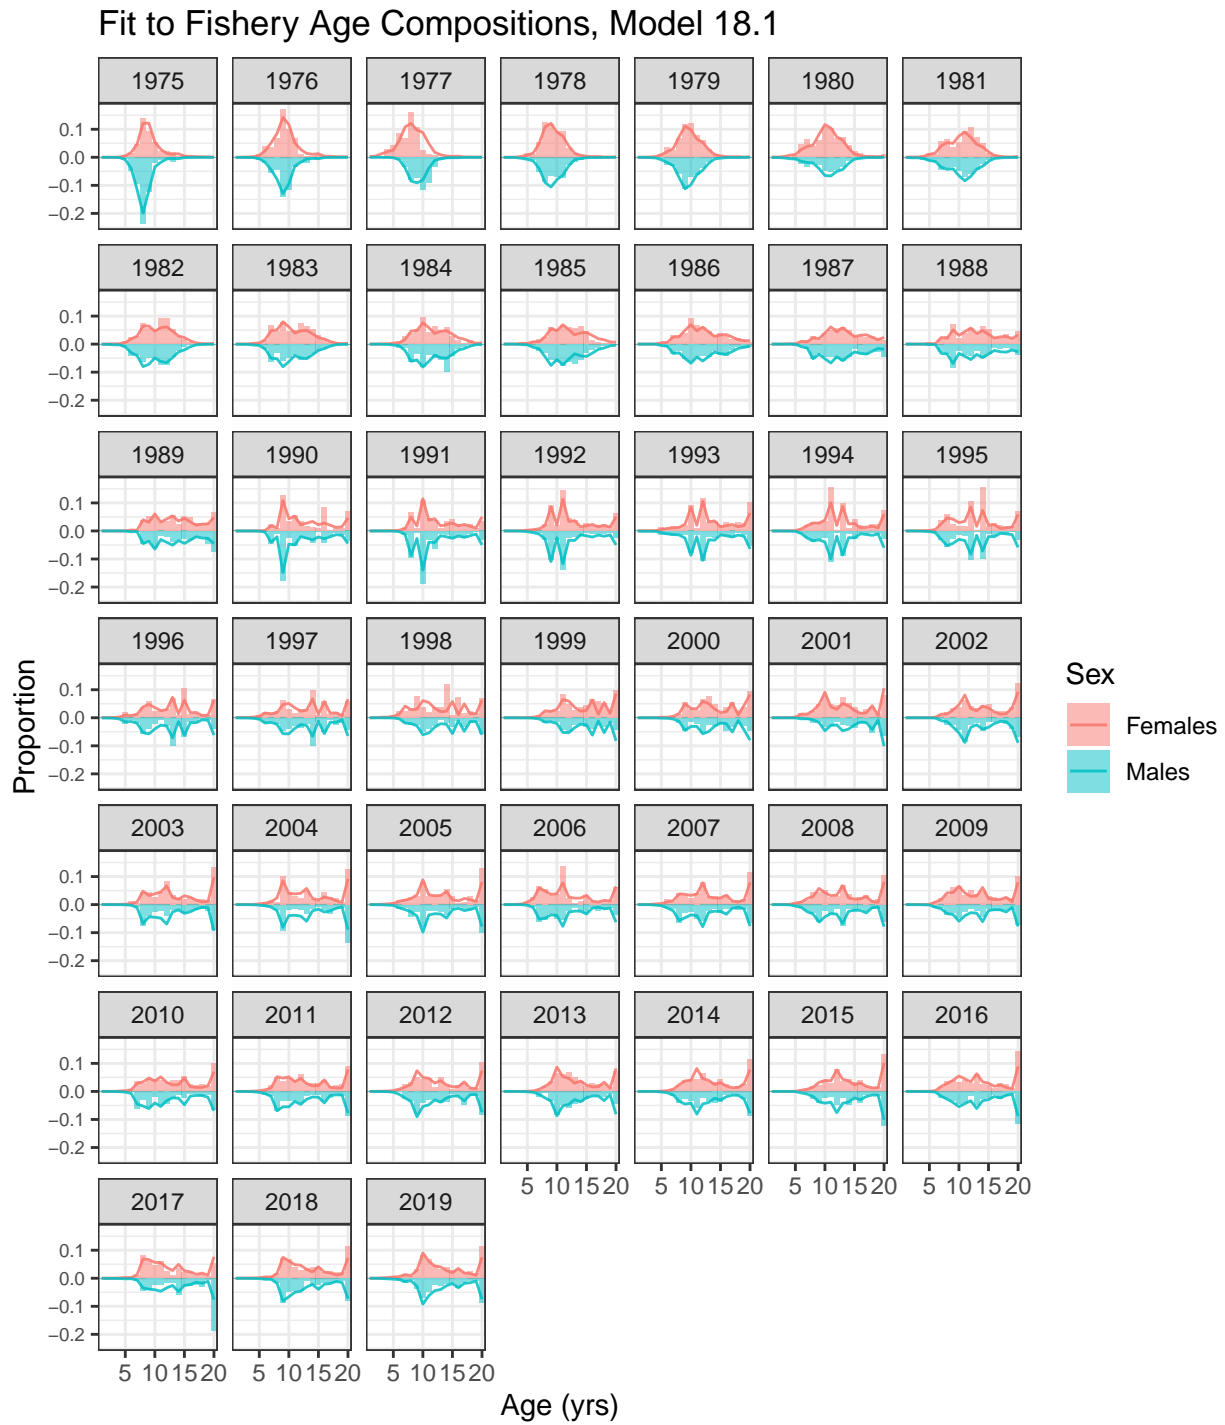 Fit to Fishery Age Compositions, Model 18.1
1975 1976 1977 1978 1979 1980 1981
0.1
0.0
−0.1
−0.2
1982 1983 1984 1985 1986 1987 1988
0.1
0.0
−0.1
−0.2
1989 1990 1991 1992 1993 1994 1995
0.1
0.0
−0.1
−0.2
1996 1997 1998 1999 2000 2001 2002
0.1
0.0
−0.1
−0.2
2003 2004 2005 2006 2007 2008 2009
0.1
0.0
−0.1
−0.2
2010 2011 2012 2013 2014 2015 2016
0.1
0.0
−0.1
−0.2
5 10 15 20 5 10 15 20 5 10 15 20 5 10 15 20
2017 2018 2019
0.1
0.0
−0.1
−0.2
5 10 15 20 5 10 15 20 5 10 15 20
Age (yrs)
Proportion
Sex
Females
Males